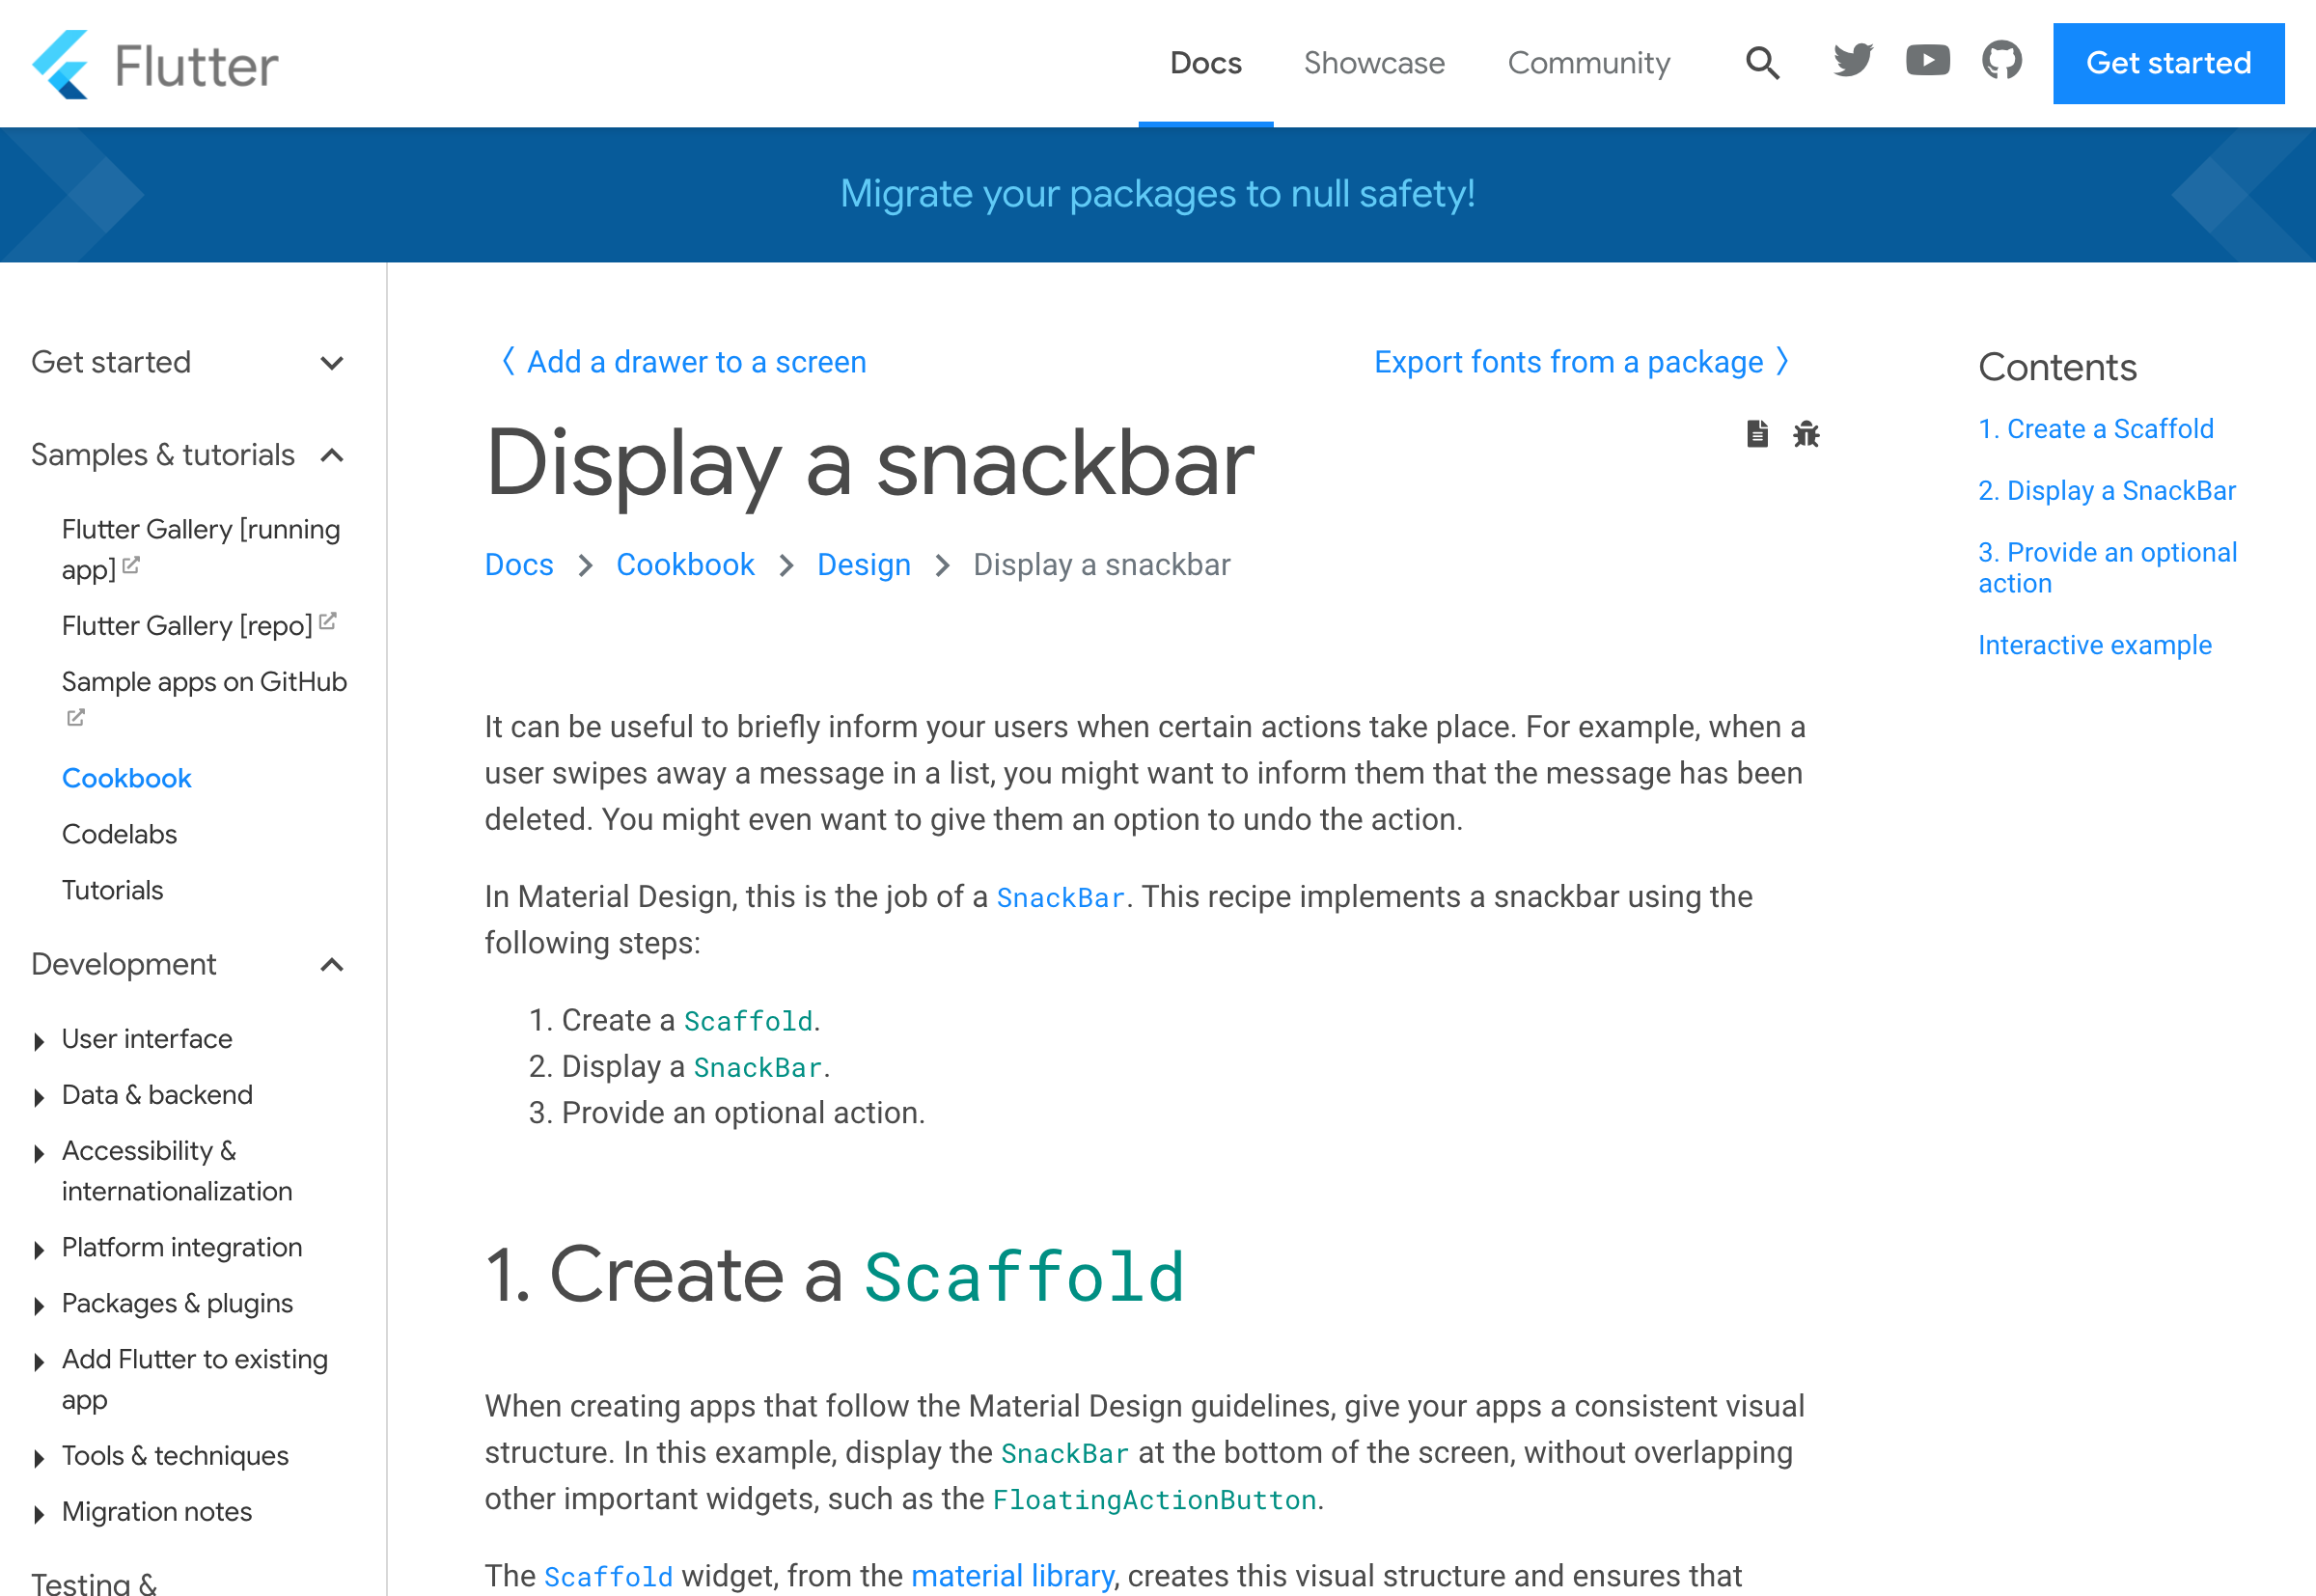 Flutter
Docs
Showcase
Community
Get started
Migrate your packages to null safety!
Get started
Samples & tutorials
Flutter Gallery [running
app]
Flutter Gallery [repo]
Sample apps on GitHub
Cookbook
Codelabs
Tutorials
Development
User interface
Data & backend
Accessibility &
internationalization
Platform integration
Packages & plugins
Add Flutter to existing
app
Tools & techniques
Migration notes
Testing &
〈 Add a drawer to a screen
Export fonts from a package 〉
Display a snackbar
Docs > Cookbook > Design > Display a snackbar
It can be useful to briefly inform your users when certain actions take place. For example, when a
user swipes away a message in a list, you might want to inform them that the message has been
deleted. You might even want to give them an option to undo the action.
In Material Design, this is the job of a SnackBar. This recipe implements a snackbar using the
following steps:
1. Create a Scaffold.
2. Display a SnackBar.
3. Provide an optional action.
1. Create a Scaffold
When creating apps that follow the Material Design guidelines, give your apps a consistent visual
structure. In this example, display the SnackBar at the bottom of the screen, without overlapping
other important widgets, such as the FloatingActionButton.
The Scaffold widget, from the material library, creates this visual structure and ensures that
Contents
1. Create a Scaffold
2. Display a SnackBar
3. Provide an optional
action
Interactive example